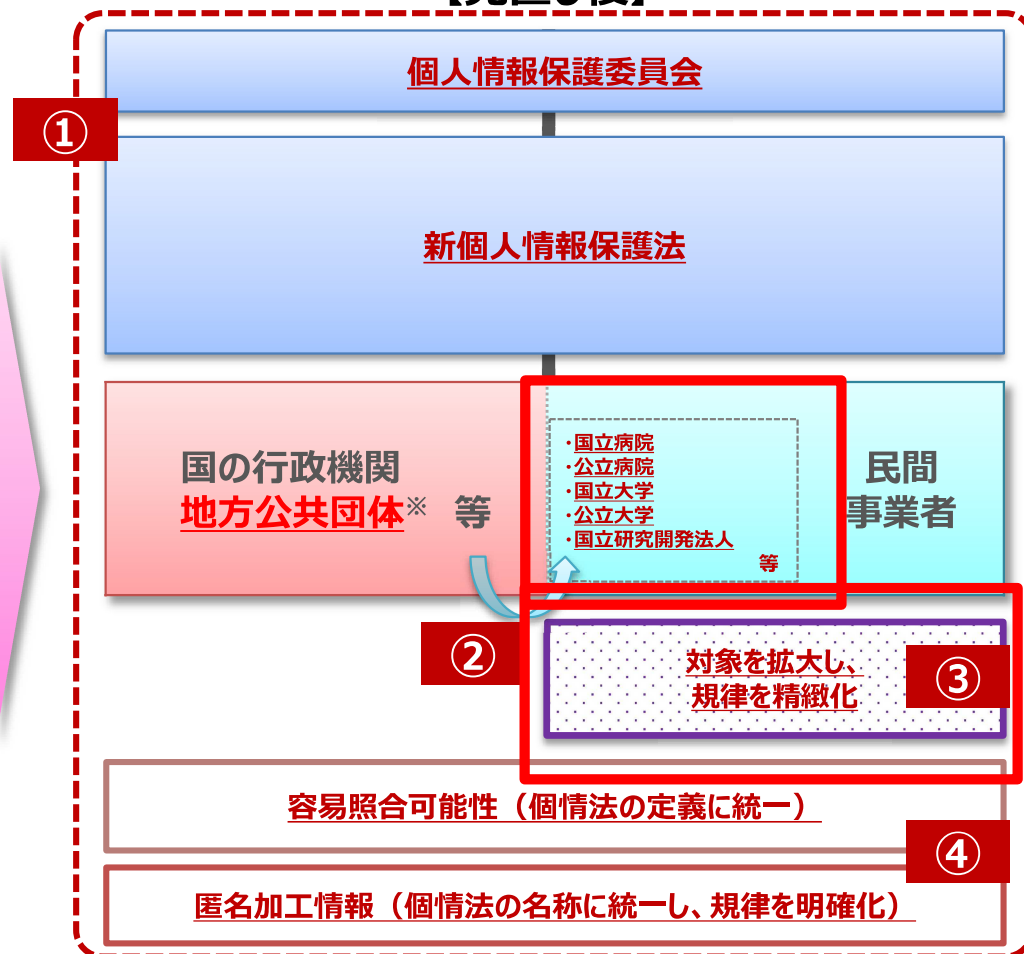 【見直し後】
個人情報保護委員会
①
新個人情報保護法
国の行政機関
地方公共団体※ 等
・国立病院
・公立病院
・国立大学
・公立大学
・国立研究開発法人
等
民間
事業者
②
対象を拡大し、
規律を精緻化
③
容易照合可能性（個情法の定義に統一）
④
匿名加工情報（個情法の名称に統一し、規律を明確化）